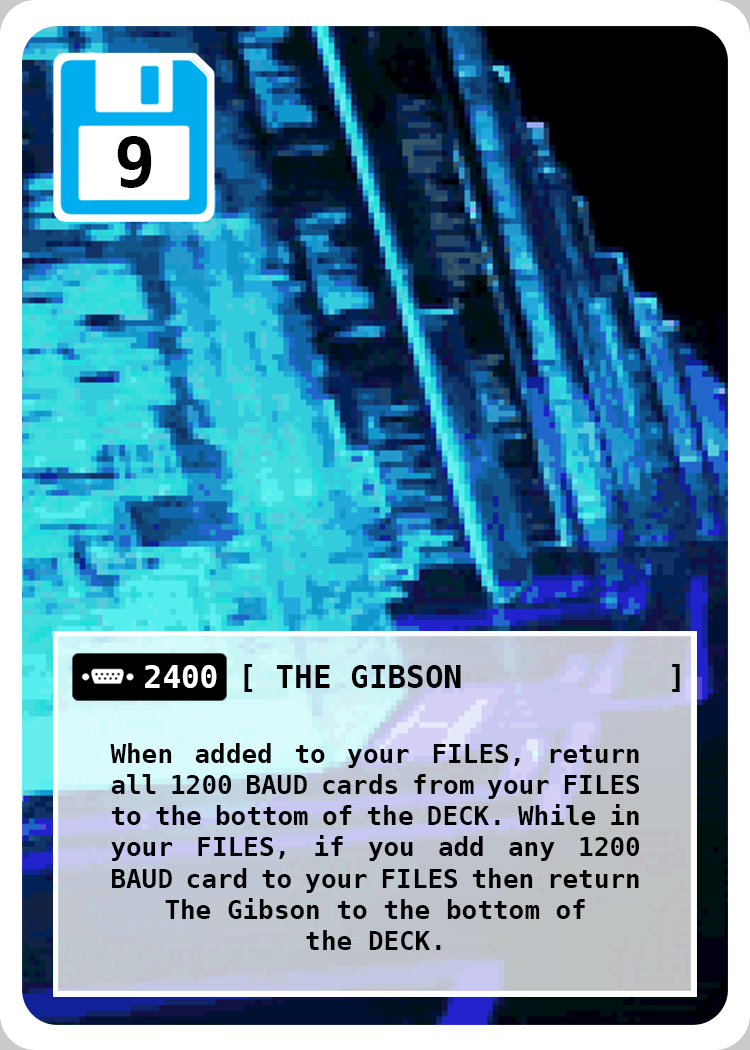 9
2400 [ THE GIBSON ]
When added to your FILES, return
all 1200 BAUD cards from your FILES
to the bottom of the DECK. While in
your FILES, if you add any 1200
BAUD card to your FILES then return
The Gibson to the bottom of
the DECK.